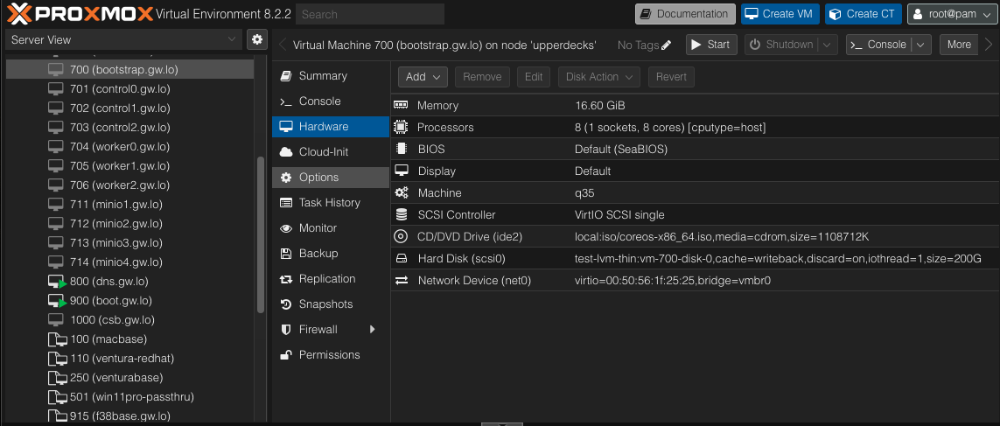 PROXMOX Virtual Environment 8.2.2 Search Documentation Create VM Create CT root@pam
Server View
Virtual Machine 700 (bootstrap.gw.lo) on node 'upperdecks' No Tags Start Shutdown Console More
700 (bootstrap.gw.lo)
701 (control0.gw.lo)
702 (control1.gw.lo)
703 (control2.gw.lo)
704 (worker0.gw.lo)
705 (worker1.gw.lo)
706 (worker2.gw.lo)
711 (minio1.gw.lo)
712 (minio2.gw.lo)
713 (minio3.gw.lo)
714 (minio4.gw.lo)
800 (dns.gw.lo)
900 (boot.gw.lo)
1000 (csb.gw.lo)
100 (macbase)
110 (ventura-redhat)
250 (venturabase)
501 (win11pro-passthru)
915 (f38base.gw.lo)
Summary
Console
Hardware
Cloud-Init
Options
Task History
Monitor
Backup
Replication
Snapshots
Firewall
Permissions
Add Remove Edit Disk Action Revert
Memory 16.60 GiB
Processors 8 (1 sockets, 8 cores) [cputype=host]
BIOS Default (SeaBIOS)
Display Default
Machine q35
SCSI Controller VirtIO SCSI single
CD/DVD Drive (ide2) local:iso/coreos-x86_64.iso,media=cdrom,size=1108712K
Hard Disk (scsi0) test-lvm-thin:vm-700-disk-0,cache=writeback,discard=on,iothread=1,size=200G
Network Device (net0) virtio=00:50:56:1f:25:25,bridge=vmbr0